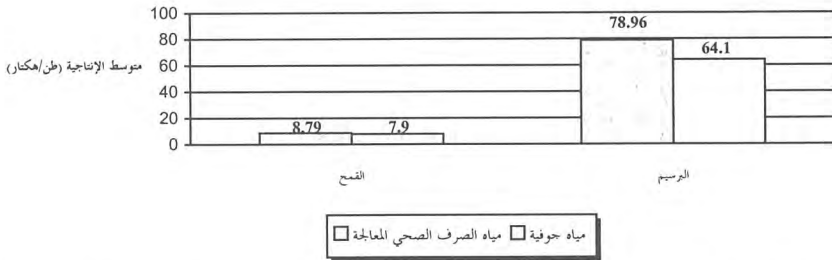 100
80
60
40
20
0
متوسط الإنتاجية (طن/هكتار)
8.79
7.9
78.96
64.1
القمح
البرسيم
مياه الصرف الصحي المعالجة
مياه جوفية